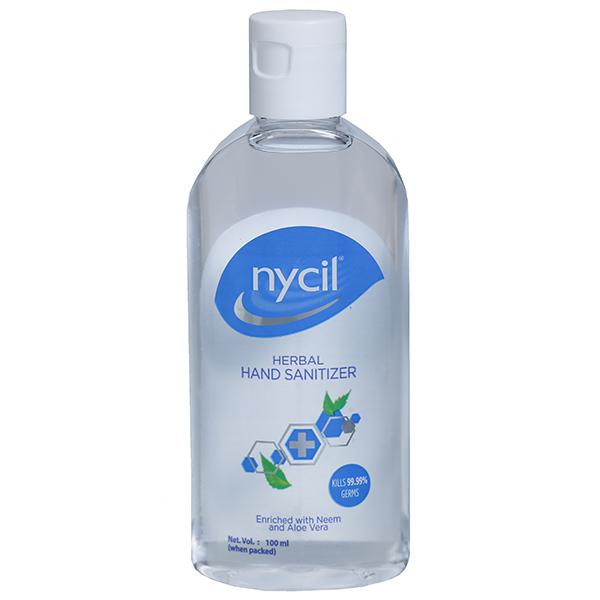 nycil
HERBAL
HAND SANITIZER
KILLS 99.99%
GERMS
Enriched with Neem
and Aloe Vera
Net. Vol. : 100 ml
(when packed)